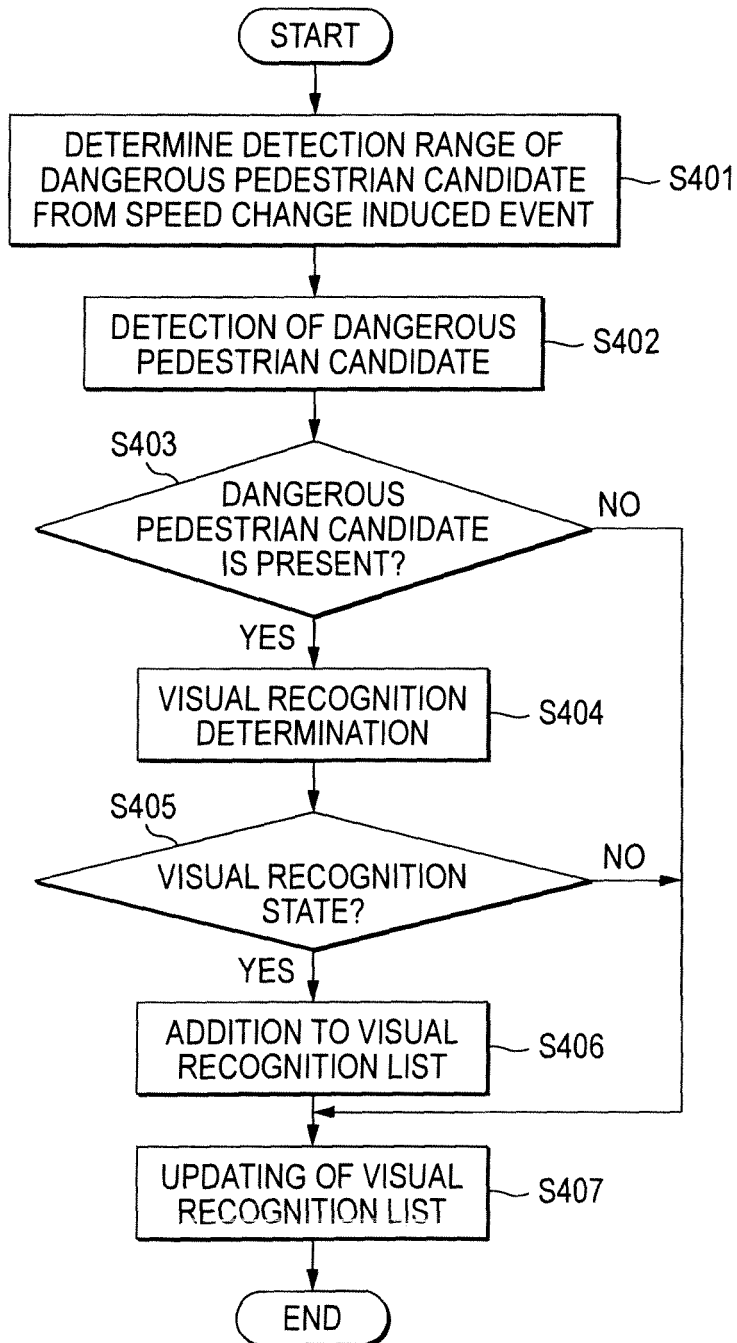 START
DETERMINE DETECTION RANGE OF
DANGEROUS PEDESTRIAN CANDIDATE
FROM SPEED CHANGE INDUCED EVENT
S401
DETECTION OF DANGEROUS
PEDESTRIAN CANDIDATE
S402
S403
DANGEROUS
PEDESTRIAN CANDIDATE
IS PRESENT?
NO
YES
VISUAL RECOGNITION
DETERMINATION
S404
S405
VISUAL RECOGNITION
STATE?
NO
YES
ADDITION TO VISUAL
RECOGNITION LIST
S406
UPDATING OF VISUAL
RECOGNITION LIST
S407
END